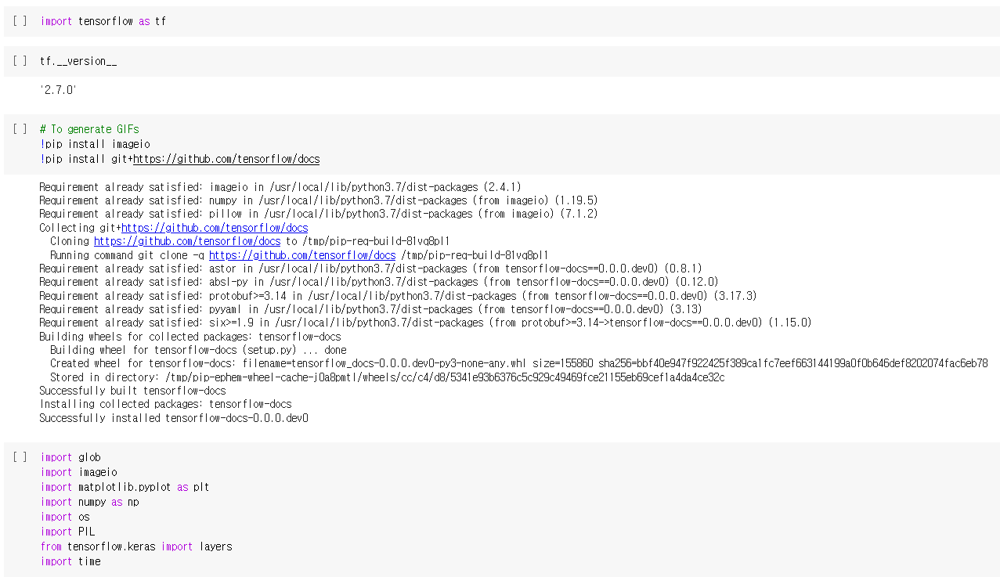 [ ] import tensorflow as tf
[ ] tf.__version__
'2.7.0'
[ ] # To generate GIFs
!pip install imageio
!pip install git+https://github.com/tensorflow/docs
Requirement already satisfied: imageio in /usr/local/lib/python3.7/dist-packages (2.4.1)
Requirement already satisfied: numpy in /usr/local/lib/python3.7/dist-packages (from imageio) (1.19.5)
Requirement already satisfied: pillow in /usr/local/lib/python3.7/dist-packages (from imageio) (7.1.2)
Collecting git+https://github.com/tensorflow/docs
Cloning https://github.com/tensorflow/docs to /tmp/pip-req-build-81vq8pl1
Running command git clone -q https://github.com/tensorflow/docs /tmp/pip-req-build-81vq8pl1
Requirement already satisfied: astor in /usr/local/lib/python3.7/dist-packages (from tensorflow-docs==0.0.0.dev0) (0.8.1)
Requirement already satisfied: absl-py in /usr/local/lib/python3.7/dist-packages (from tensorflow-docs==0.0.0.dev0) (0.12.0)
Requirement already satisfied: protobuf>=3.14 in /usr/local/lib/python3.7/dist-packages (from tensorflow-docs==0.0.0.dev0) (3.17.3)
Requirement already satisfied: pyyaml in /usr/local/lib/python3.7/dist-packages (from tensorflow-docs==0.0.0.dev0) (3.13)
Requirement already satisfied: six>=1.9 in /usr/local/lib/python3.7/dist-packages (from protobuf>=3.14->tensorflow-docs==0.0.0.dev0) (1.15.0)
Building wheels for collected packages: tensorflow-docs
Building wheel for tensorflow-docs (setup.py) ... done
Created wheel for tensorflow-docs: filename=tensorflow_docs-0.0.0.dev0-py3-none-any.whl size=155860 sha256=bbf40e947f922425f389ca1fc7eef663144199a0f0b646def8202074fac6eb78
Stored in directory: /tmp/pip-ephem-wheel-cache-j0a8pmtl/wheels/cc/c4/d8/5341e93b6376c5c929c49469fce21155eb69cef1a4da4ce32c
Successfully built tensorflow-docs
Installing collected packages: tensorflow-docs
Successfully installed tensorflow-docs-0.0.0.dev0
[ ] import glob
import imageio
import matplotlib.pyplot as plt
import numpy as np
import os
import PIL
from tensorflow.keras import layers
import time